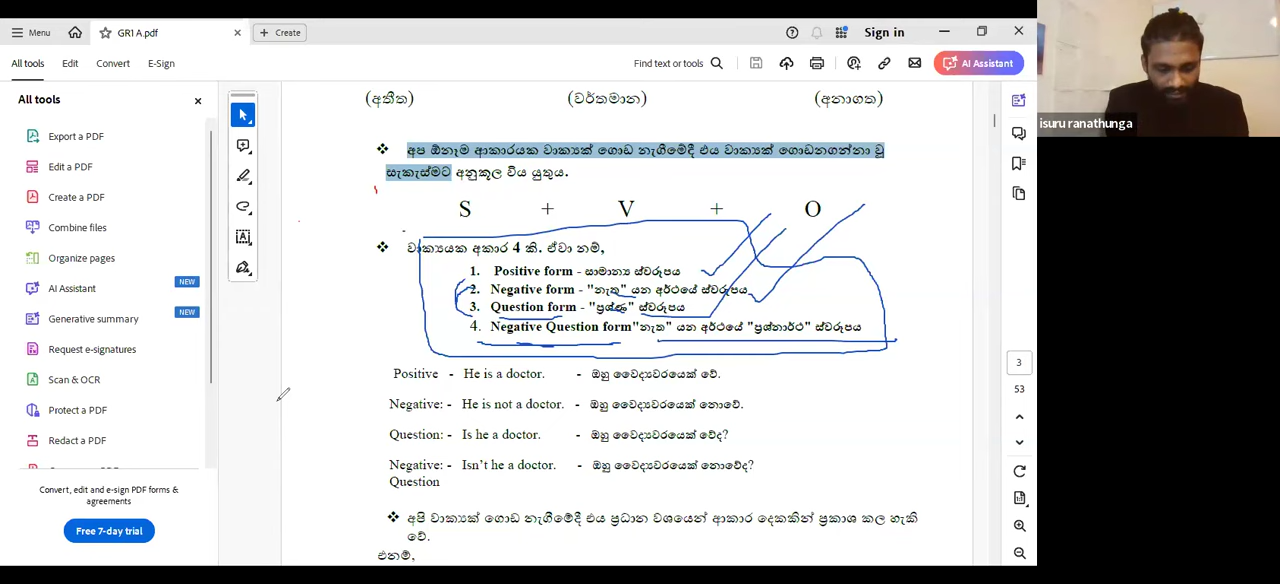 Menu
GR1 A.pdf
Create
Sign in
All tools
Edit
Convert
E-Sign
Find text or tools
AI Assistant
isuru ranathunga
All tools
Export a PDF
Edit a PDF
Create a PDF
Combine files
Organize pages
AI Assistant NEW
Generative summary NEW
Request e-signatures
Scan & OCR
Protect a PDF
Redact a PDF
Convert, edit and e-sign PDF forms &
agreements
Free 7-day trial
(අතීත) (වර්තමාන) (අනාගත)
❖ අප ඕනෑම ආකාරයක වාක්‍යක් ගොඩ නැගීමේදී එය වාක්‍යක් ගොඩනගන්නා වූ
සැකැස්මට අනුකූල විය යුතුය.
S + V + O
❖ වාක්‍යයක අකාර 4 කි. ඒවා නම්,
1. Positive form - සාමාන්‍ය ස්වරූපය
2. Negative form - "නැත" යන අර්ථයේ ස්වරූපය
3. Question form - "ප්‍රශ්ණ" ස්වරූපය
4. Negative Question form"නැත" යන අර්ථයේ "ප්‍රශ්නාර්ථ" ස්වරූපය
Positive - He is a doctor. - ඔහු වෛද්‍යවරයෙක් වේ.
Negative: - He is not a doctor. - ඔහු වෛද්‍යවරයෙක් නොවේ.
Question: - Is he a doctor. - ඔහු වෛද්‍යවරයෙක් වේද?
Negative: - Isn't he a doctor. - ඔහු වෛද්‍යවරයෙක් නොවේද?
Question
❖ අපි වාක්‍යක් ගොඩ නැගීමේදී එය ප්‍රධාන වශයෙන් ආකාර දෙකකින් ප්‍රකාශ කල හැකි
වේ.
එනම්,
3
53